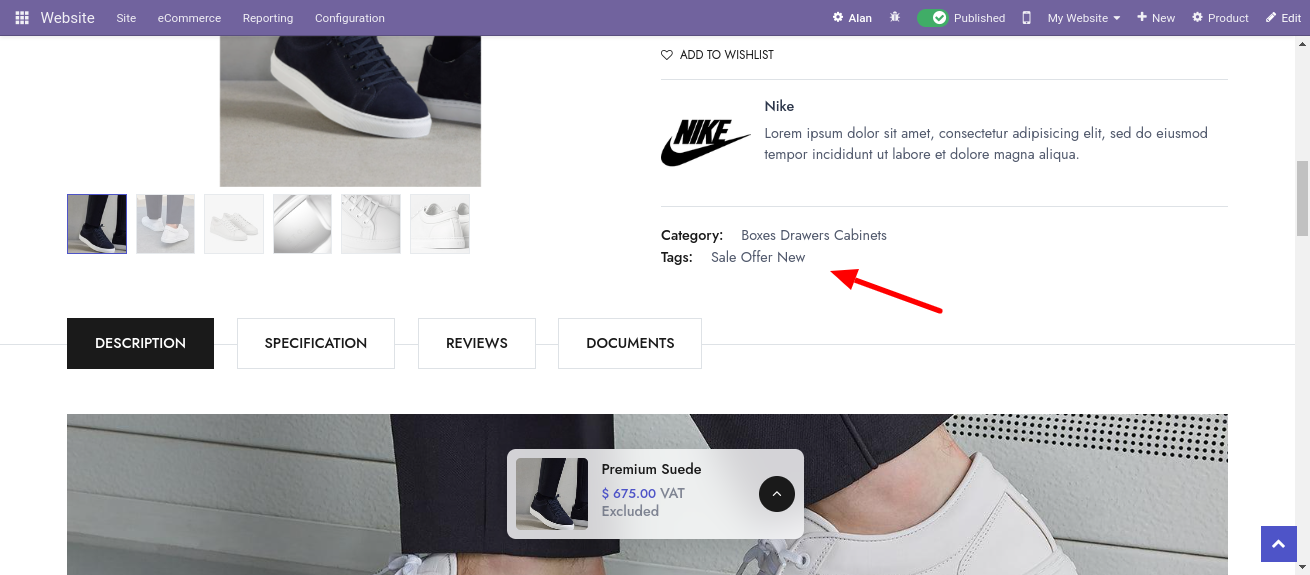 Website Site eCommerce Reporting Configuration Alan Published My Website New Product Edit
ADD TO WISHLIST
Nike
NIKE
Lorem ipsum dolor sit amet, consectetur adipisicing elit, sed do eiusmod
tempor incididunt ut labore et dolore magna aliqua.
Category: Boxes Drawers Cabinets
Tags: Sale Offer New
DESCRIPTION SPECIFICATION REVIEWS DOCUMENTS
Premium Suede
$ 675.00 VAT
Excluded